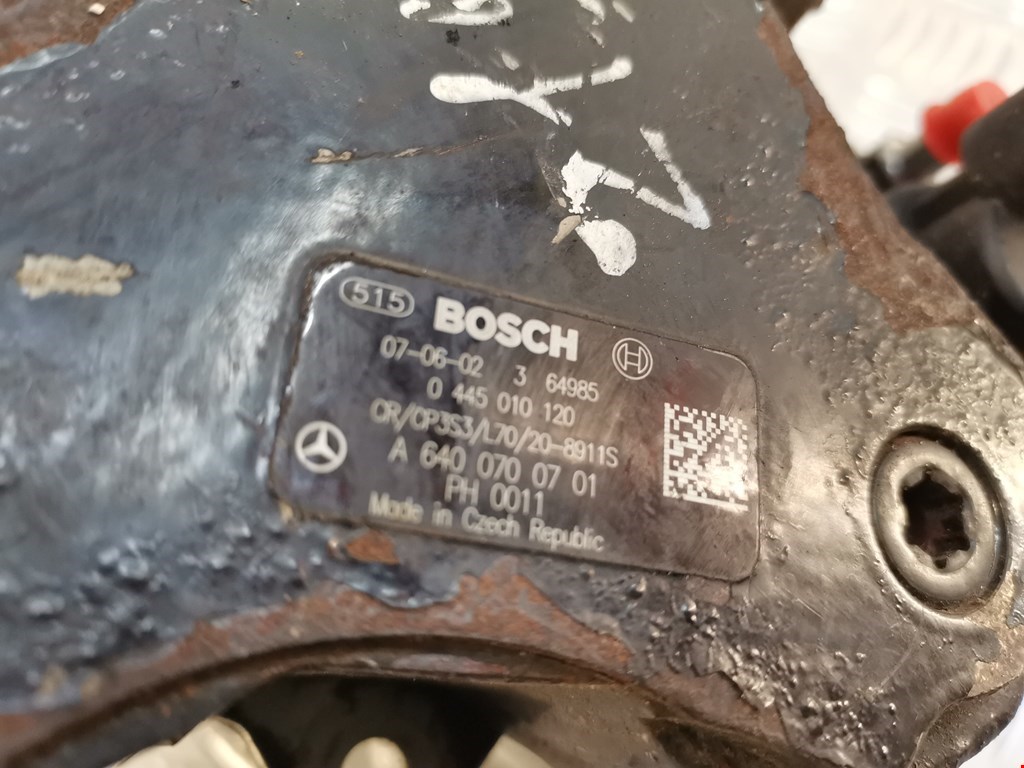 515 BOSCH
07-06-02 3 64985
0 445 010 120
CR/CP3S3/L70/20-8911S
A 640 070 07 01
PH 0011
Made in Czech Republic